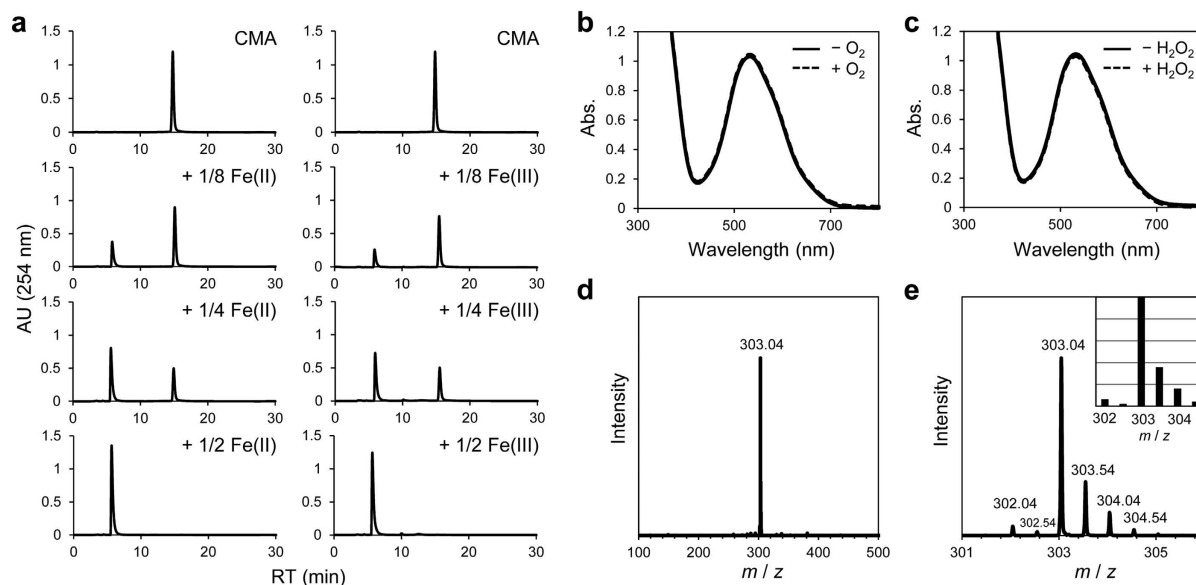 a
CMA
CMA
1.5
1
0.5
0
0 10 20 30
1.5
1
0.5
0
0 10 20 30
+ 1/8 Fe(II)
+ 1/8 Fe(III)
1.5
1
0.5
0
0 10 20 30
1.5
1
0.5
0
0 10 20 30
+ 1/4 Fe(II)
+ 1/4 Fe(III)
1.5
1
0.5
0
0 10 20 30
1.5
1
0.5
0
0 10 20 30
+ 1/2 Fe(II)
+ 1/2 Fe(III)
1.5
1
0.5
0
0 10 20 30
1.5
1
0.5
0
0 10 20 30
AU (254 nm)
RT (min)
b
− O₂
+ O₂
1.2
1
0.8
0.6
0.4
0.2
0
300 500 700
Abs.
Wavelength (nm)
c
− H₂O₂
+ H₂O₂
1.2
1
0.8
0.6
0.4
0.2
0
300 500 700
Abs.
Wavelength (nm)
d
303.04
Intensity
100 200 300 400 500
m / z
e
303.04
302.04
302.54
303.54
304.04
304.54
Intensity
301 303 305
m / z
302 303 304
m / z